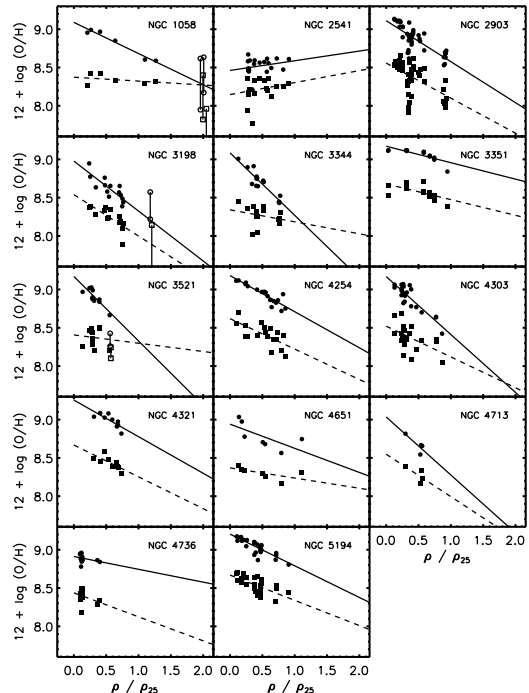 12 + log (O/H)
9.0
8.5
8.0
NGC 1058
NGC 2541
NGC 2903
12 + log (O/H)
9.0
8.5
8.0
NGC 3198
NGC 3344
NGC 3351
12 + log (O/H)
9.0
8.5
8.0
NGC 3521
NGC 4254
NGC 4303
12 + log (O/H)
9.0
8.5
8.0
NGC 4321
NGC 4651
NGC 4713
0.0 0.5 1.0 1.5 2.0
ρ / ρ25
12 + log (O/H)
9.0
8.5
8.0
NGC 4736
NGC 5194
0.0 0.5 1.0 1.5 2.0
0.0 0.5 1.0 1.5 2.0
ρ / ρ25
ρ / ρ25